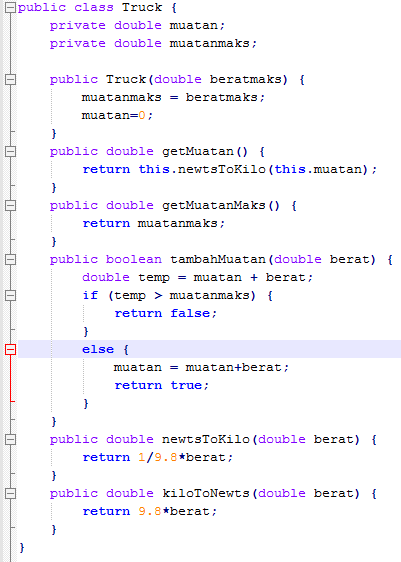 public class Truck {
    private double muatan;
    private double muatanmaks;

    public Truck(double beratmaks) {
        muatanmaks = beratmaks;
        muatan=0;
    }
    public double getMuatan() {
        return this.newtsToKilo(this.muatan);
    }
    public double getMuatanMaks() {
        return muatanmaks;
    }
    public boolean tambahMuatan(double berat) {
        double temp = muatan + berat;
        if (temp > muatanmaks) {
            return false;
        }
        else {
            muatan = muatan+berat;
            return true;
        }
    }
    public double newtsToKilo(double berat) {
        return 1/9.8*berat;
    }
    public double kiloToNewts(double berat) {
        return 9.8*berat;
    }
}